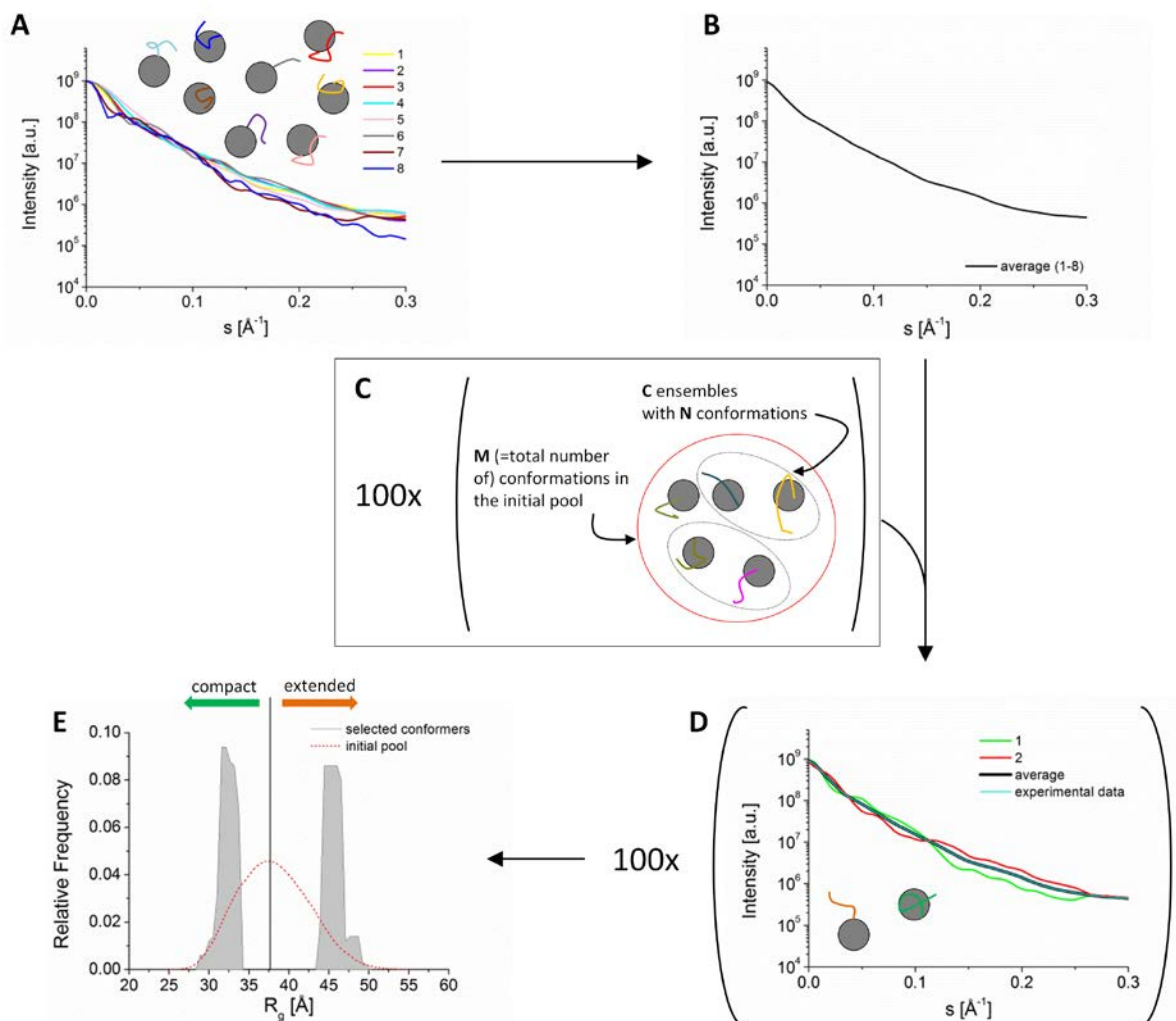 A
10⁹
10⁸
10⁷
10⁶
10⁵
10⁴
Intensity [a.u.]
0.0 0.1 0.2 0.3
s [Å⁻¹]
1
2
3
4
5
6
7
8
B
10⁹
10⁸
10⁷
10⁶
10⁵
10⁴
Intensity [a.u.]
average (1-8)
0.0 0.1 0.2 0.3
s [Å⁻¹]
C
100x
C ensembles
with N conformations
M (=total number
of) conformations in
the initial pool
compact extended
E
selected conformers
initial pool
0.10
0.08
0.06
0.04
0.02
0.00
Relative Frequency
20 25 30 35 40 45 50 55 60
Rg [Å]
100x
D
1
2
average
experimental data
10⁹
10⁸
10⁷
10⁶
10⁵
10⁴
Intensity [a.u.]
0.0 0.1 0.2 0.3
s [Å⁻¹]